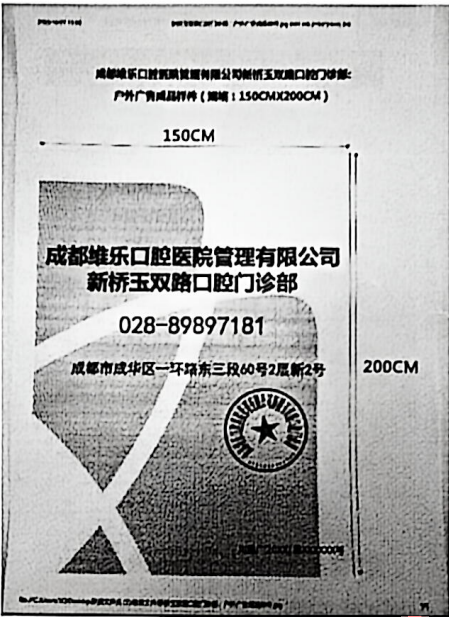 成都维乐口腔医院管理有限公司新桥玉双路口腔门诊部:
户外广告成品样件（规格：150CMX200CM）
150CM
成都维乐口腔医院管理有限公司
新桥玉双路口腔门诊部
028-89897181
成都市成华区一环路东三段60号2层新2号
200CM